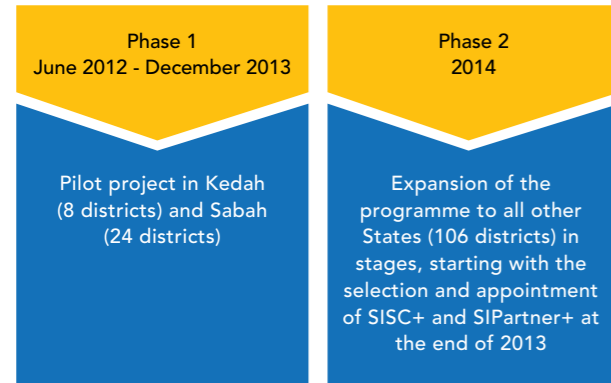 Phase 1
June 2012 - December 2013
Pilot project in Kedah
(8 districts) and Sabah
(24 districts)
Phase 2
2014
Expansion of the
programme to all other
States (106 districts) in
stages, starting with the
selection and appointment
of SISC+ and SIPartner+ at
the end of 2013